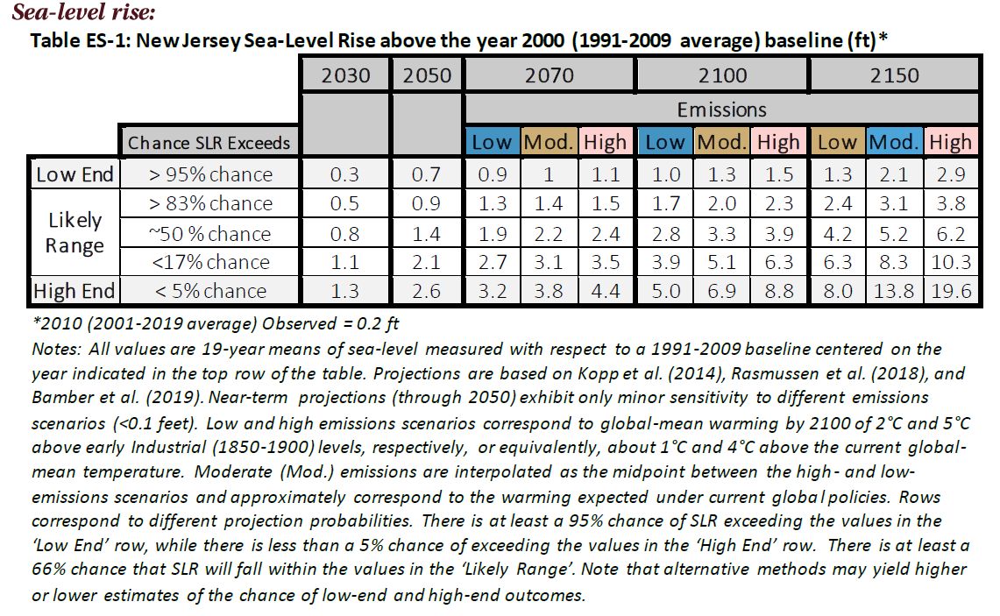 Sea-level rise:
Table ES-1: New Jersey Sea-Level Rise above the year 2000 (1991-2009 average) baseline (ft)*
2030 2050 2070 2100 2150
Emissions
Chance SLR Exceeds Low Mod. High Low Mod. High Low Mod. High
Low End > 95% chance 0.3 0.7 0.9 1 1.1 1.0 1.3 1.5 1.3 2.1 2.9
> 83% chance 0.5 0.9 1.3 1.4 1.5 1.7 2.0 2.3 2.4 3.1 3.8
Likely Range ~50 % chance 0.8 1.4 1.9 2.2 2.4 2.8 3.3 3.9 4.2 5.2 6.2
<17% chance 1.1 2.1 2.7 3.1 3.5 3.9 5.1 6.3 6.3 8.3 10.3
High End < 5% chance 1.3 2.6 3.2 3.8 4.4 5.0 6.9 8.8 8.0 13.8 19.6
*2010 (2001-2019 average) Observed = 0.2 ft
Notes: All values are 19-year means of sea-level measured with respect to a 1991-2009 baseline centered on the
year indicated in the top row of the table. Projections are based on Kopp et al. (2014), Rasmussen et al. (2018), and
Bamber et al. (2019). Near-term projections (through 2050) exhibit only minor sensitivity to different emissions
scenarios (<0.1 feet). Low and high emissions scenarios correspond to global-mean warming by 2100 of 2°C and 5°C
above early Industrial (1850-1900) levels, respectively, or equivalently, about 1°C and 4°C above the current global-
mean temperature. Moderate (Mod.) emissions are interpolated as the midpoint between the high- and low-
emissions scenarios and approximately correspond to the warming expected under current global policies. Rows
correspond to different projection probabilities. There is at least a 95% chance of SLR exceeding the values in the
‘Low End’ row, while there is less than a 5% chance of exceeding the values in the ‘High End’ row. There is at least a
66% chance that SLR will fall within the values in the ‘Likely Range’. Note that alternative methods may yield higher
or lower estimates of the chance of low-end and high-end outcomes.